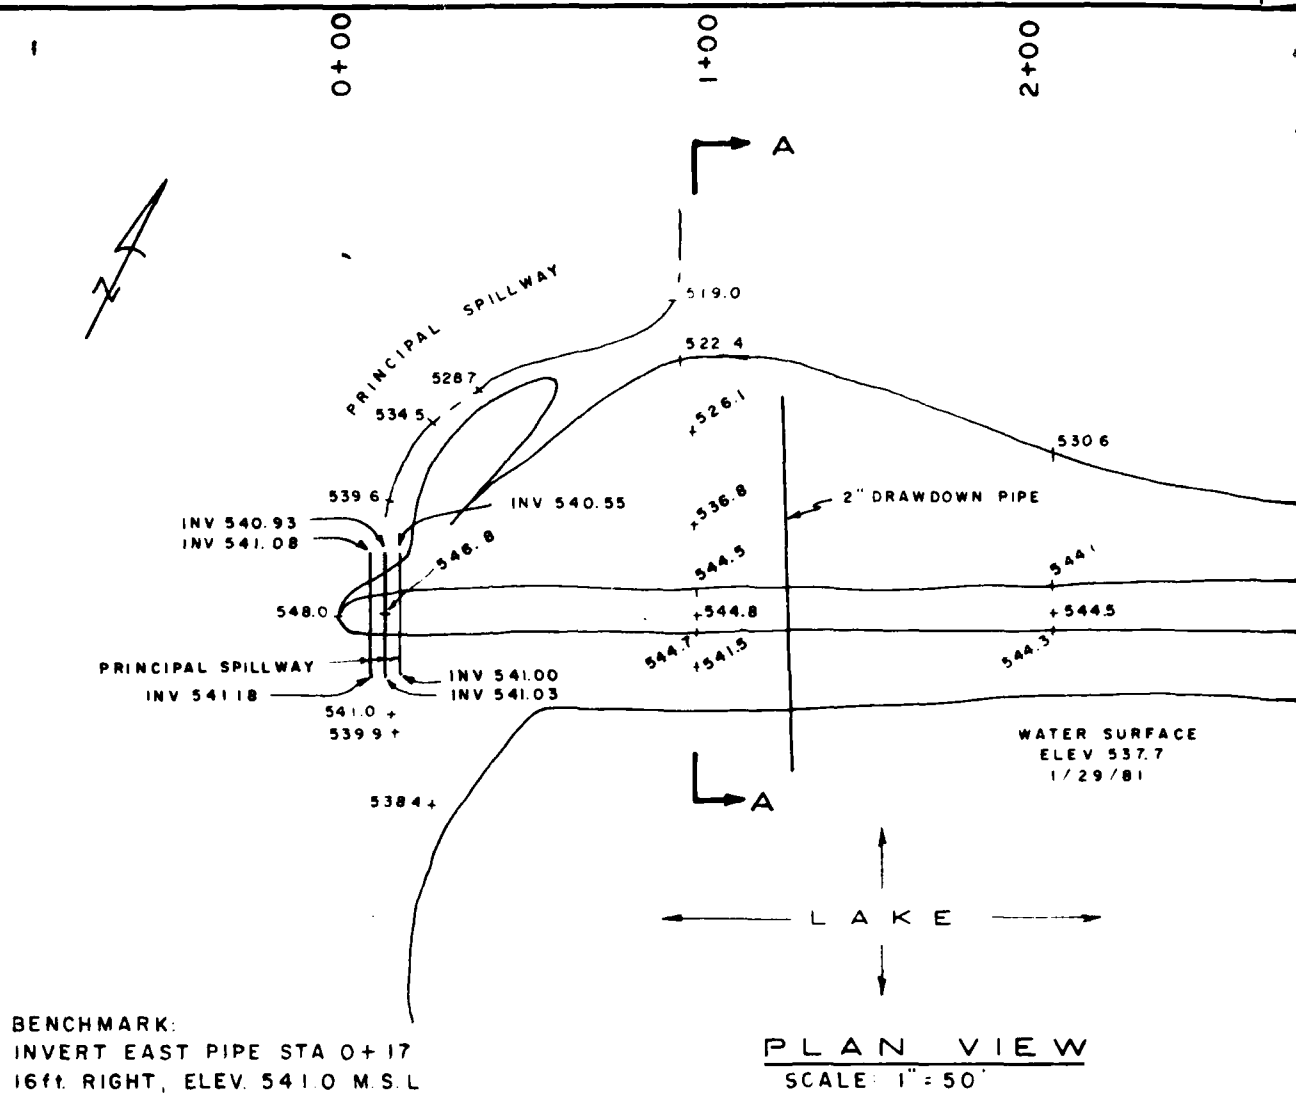 0+00
1+00
2+00
A
N
PRINCIPAL SPILLWAY
519.0
522 4
528 7
534 5
526.1
530 6
539 6
INV 540.55
536.8
2" DRAWDOWN PIPE
INV 540.93
INV 541.08
546.8
544.5
544.1
548.0
544.8
544.5
544.7
541.5
544.3
PRINCIPAL SPILLWAY
INV 541.00
INV 541 18
INV 541.03
541.0
539 9
WATER SURFACE
ELEV 537.7
1/29/81
538 4
A
LAKE
BENCHMARK:
INVERT EAST PIPE STA 0+17
16ft. RIGHT, ELEV. 541.0 M.S.L
PLAN VIEW
SCALE: 1"=50'